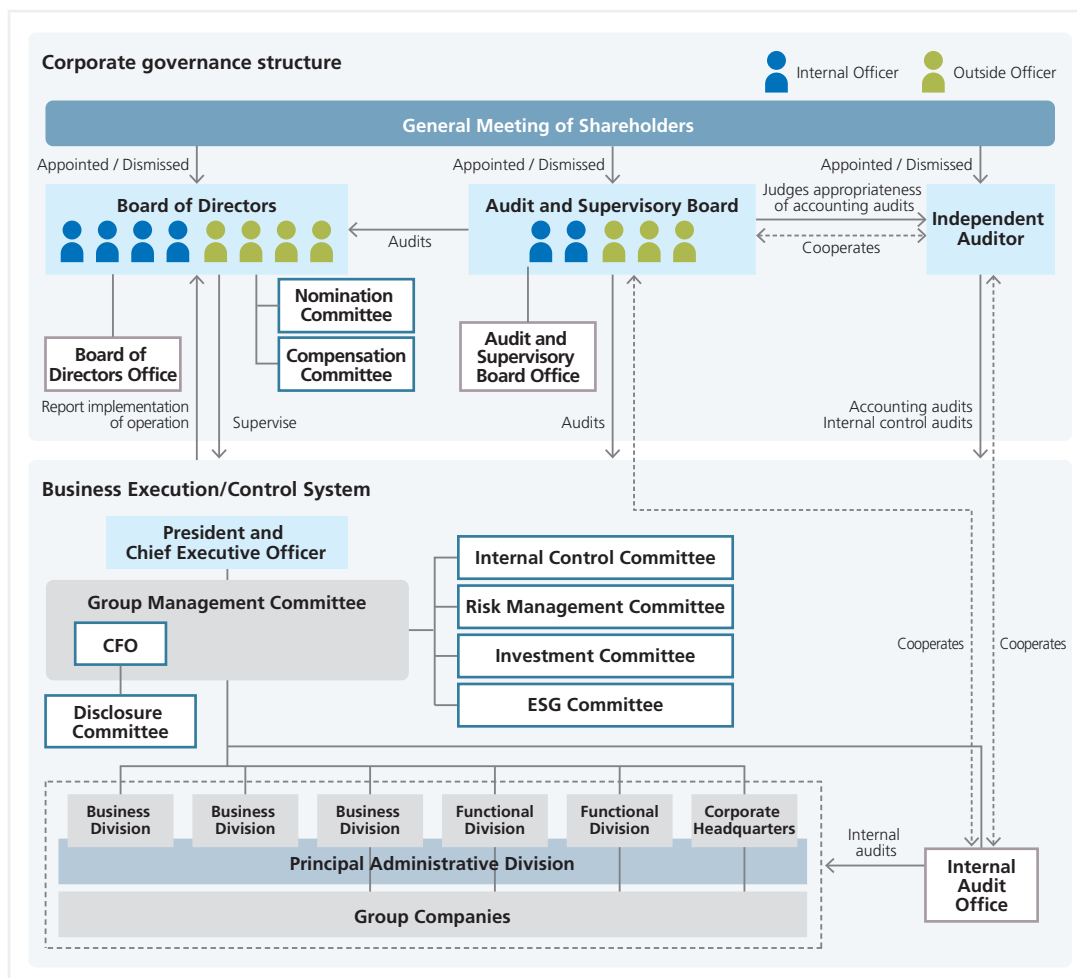 Corporate governance structure
Internal Officer
Outside Officer
General Meeting of Shareholders
Appointed / Dismissed
Appointed / Dismissed
Appointed / Dismissed
Board of Directors
Audits
Audit and Supervisory Board
Judges appropriateness
of accounting audits
Cooperates
Independent
Auditor
Nomination
Committee
Compensation
Committee
Board of
Directors Office
Audit and
Supervisory
Board Office
Report implementation
of operation
Supervise
Audits
Accounting audits
Internal control audits
Business Execution/Control System
President and
Chief Executive Officer
Group Management Committee
CFO
Disclosure
Committee
Internal Control Committee
Risk Management Committee
Investment Committee
ESG Committee
Cooperates
Cooperates
Business
Division
Business
Division
Business
Division
Functional
Division
Functional
Division
Corporate
Headquarters
Principal Administrative Division
Group Companies
Internal
audits
Internal
Audit
Office